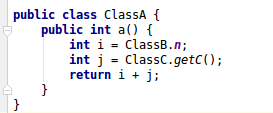 public class ClassA {
    public int a() {
        int i = ClassB.n;
        int j = ClassC.getC();
        return i + j;
    }
}